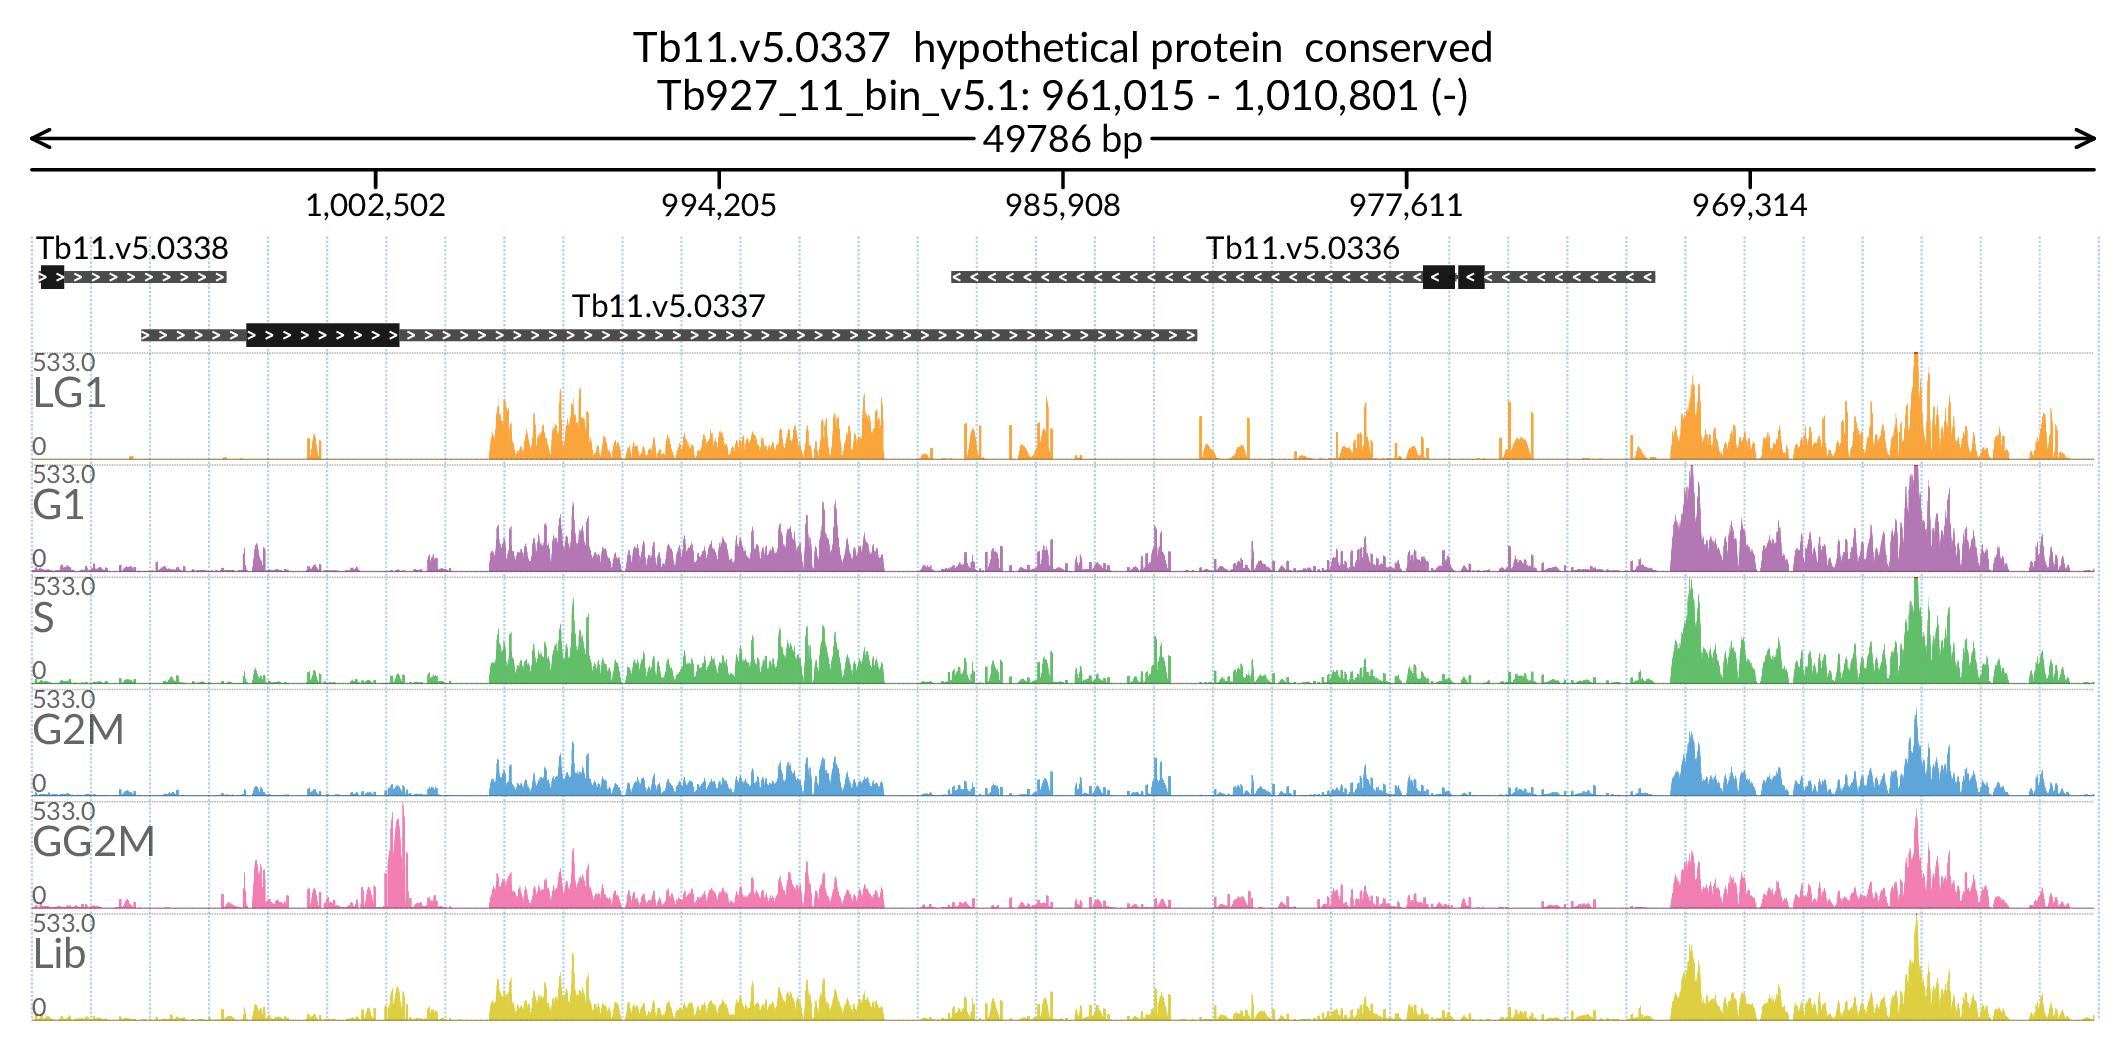 Tb11.v5.0337 hypothetical protein conserved
Tb927_11_bin_v5.1: 961,015 - 1,010,801 (-)
49786 bp
1,002,502 994,205 985,908 977,611 969,314
Tb11.v5.0338 Tb11.v5.0336
Tb11.v5.0337
533.0
LG1
0
533.0
G1
0
533.0
S
0
533.0
G2M
0
533.0
GG2M
0
533.0
Lib
0